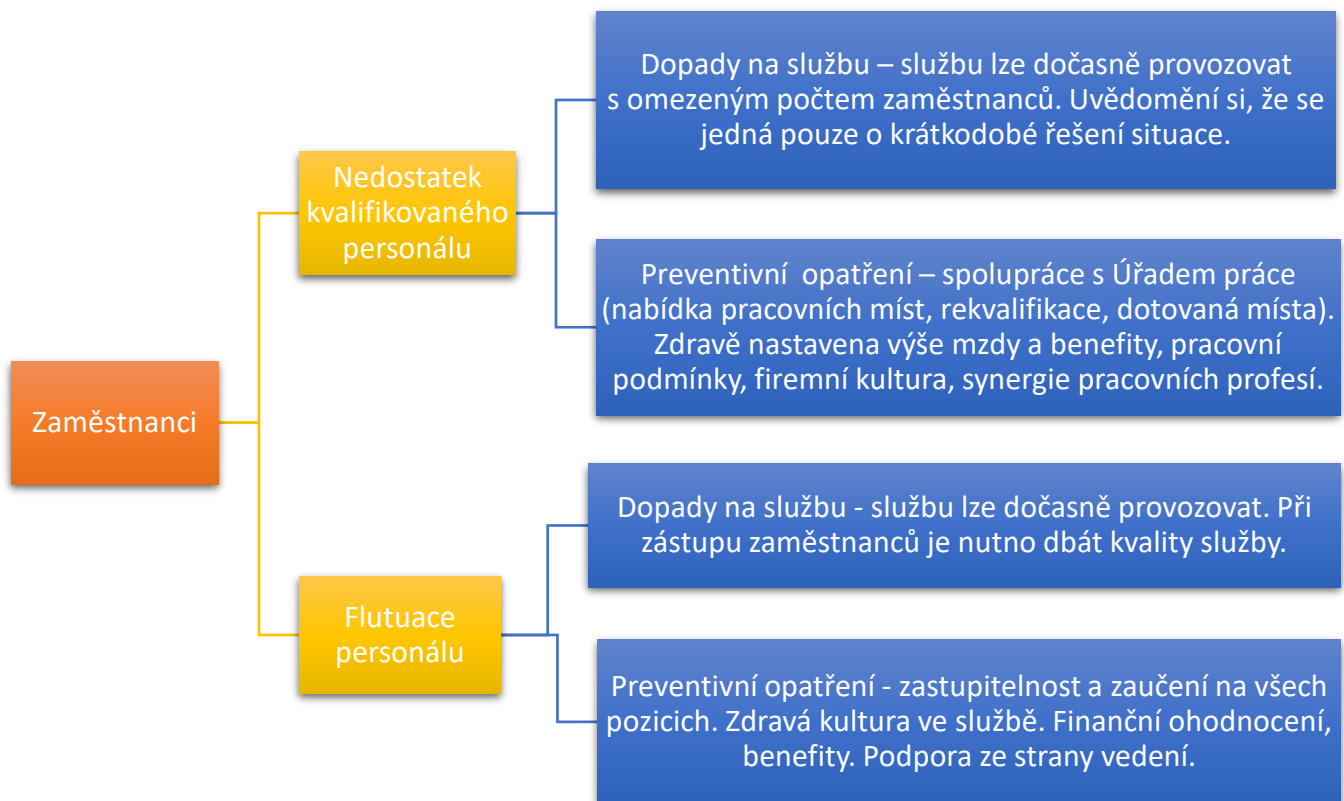 Zaměstnanci
Nedostatek
kvalifikovaného
personálu
Dopady na službu – službu lze dočasně provozovat
s omezeným počtem zaměstnanců. Uvědomění si, že se
jedná pouze o krátkodobé řešení situace.
Preventivní  opatření – spolupráce s Úřadem práce
(nabídka pracovních míst, rekvalifikace, dotovaná místa).
Zdravě nastavena výše mzdy a benefity, pracovní
podmínky, firemní kultura, synergie pracovních profesí.
Flutuace
personálu
Dopady na službu - službu lze dočasně provozovat. Při
zástupu zaměstnanců je nutno dbát kvality služby.
Preventivní opatření - zastupitelnost a zaučení na všech
pozicich. Zdravá kultura ve službě. Finanční ohodnocení,
benefity. Podpora ze strany vedení.